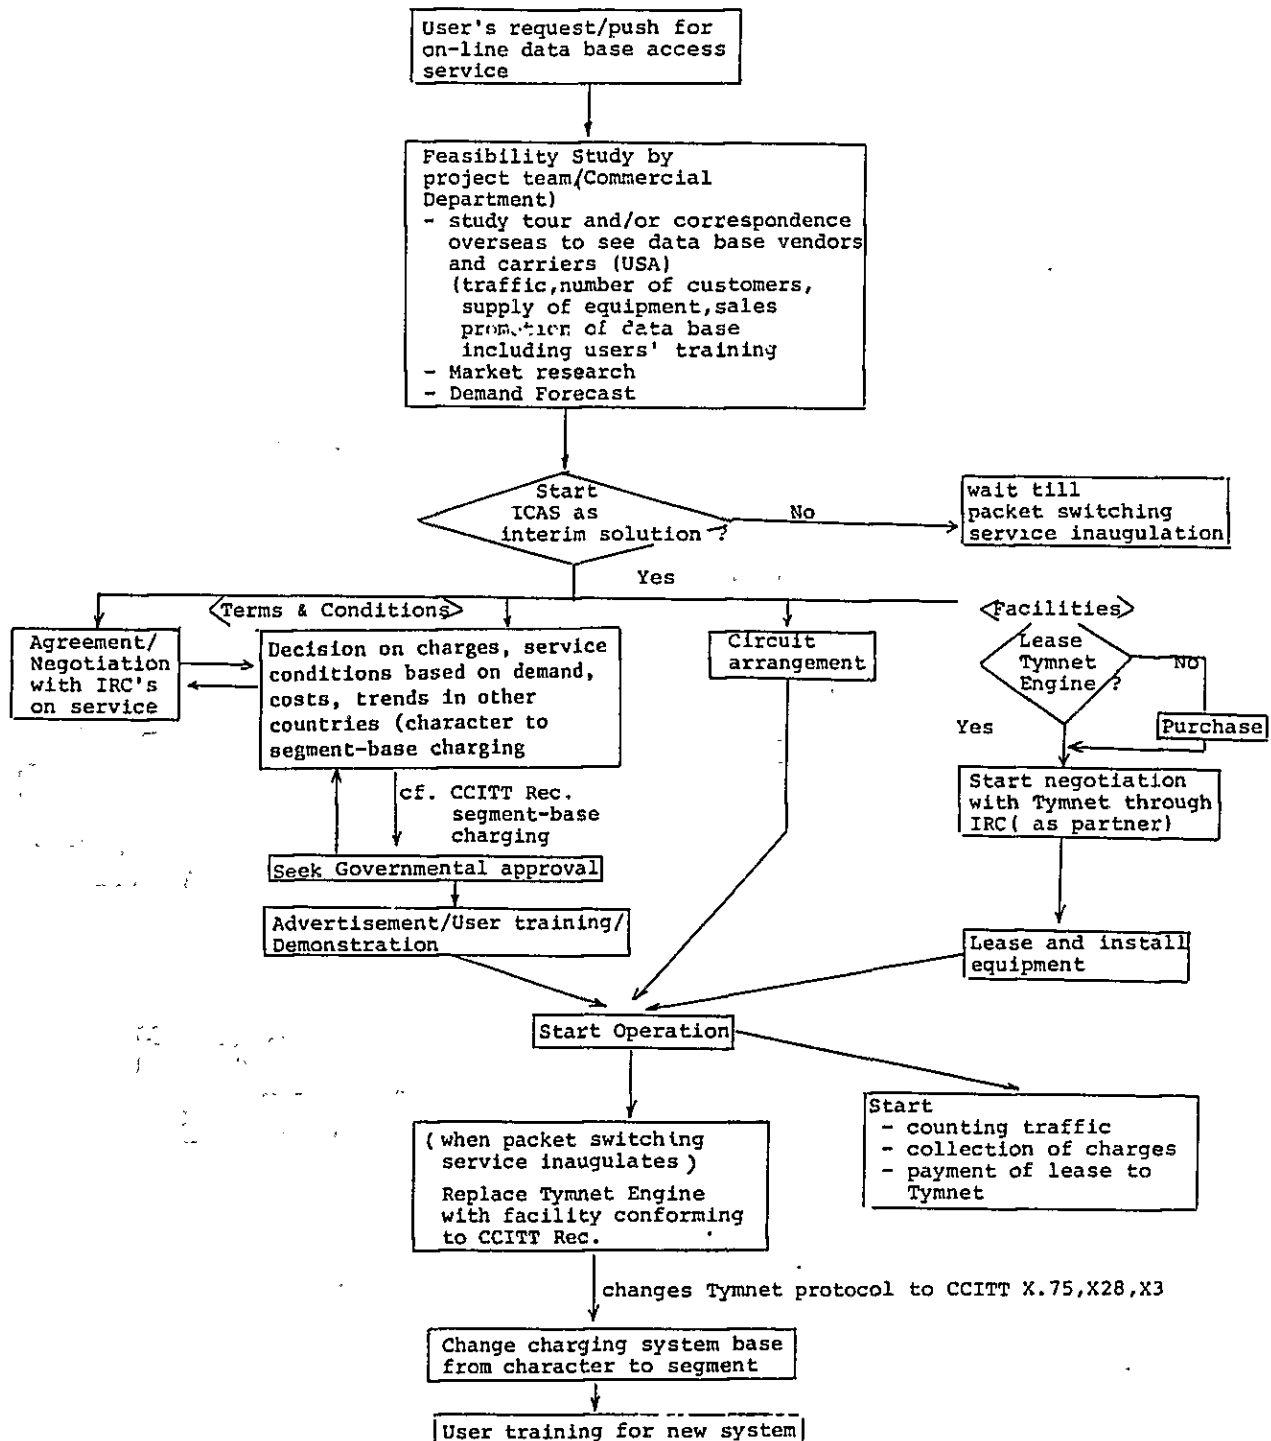 User's request/push for
on-line data base access
service
Feasibility Study by
project team/Commercial
Department)
- study tour and/or correspondence
overseas to see data base vendors
and carriers (USA)
(traffic,number of customers,
supply of equipment,sales
promotion of data base
including users' training
- Market research
- Demand Forecast
Start
ICAS as
interim solution ?
No
wait till
packet switching
service inaugulation
Yes
<Terms & Conditions>
<Facilities>
Agreement/
Negotiation
with IRC's
on service
Decision on charges, service
conditions based on demand,
costs, trends in other
countries (character to
segment-base charging
Circuit
arrangement
Lease
Tymnet
Engine ?
No
Yes
Purchase
cf. CCITT Rec.
segment-base
charging
Start negotiation
with Tymnet through
IRC( as partner)
Seek Governmental approval
Advertisement/User training/
Demonstration
Lease and install
equipment
Start Operation
Start
- counting traffic
- collection of charges
- payment of lease to
Tymnet
(when packet switching
service inaugulates)
Replace Tymnet Engine
with facility conforming
to CCITT Rec.
changes Tymnet protocol to CCITT X.75,X28,X3
Change charging system base
from character to segment
User training for new system